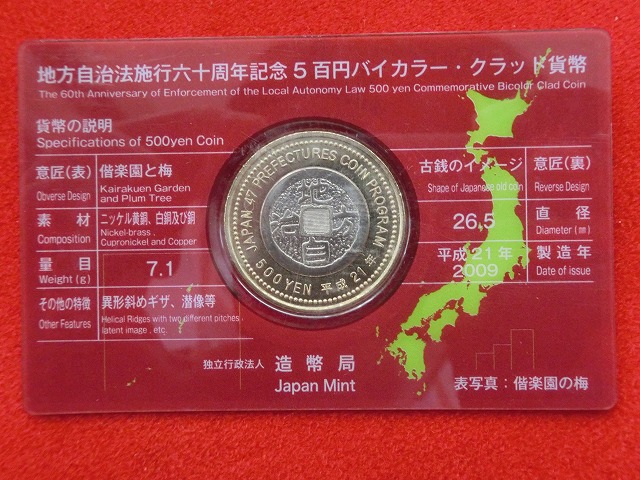 地方自治法施行六十周年記念5百円バイカラー・クラッド貨幣
The 60th Anniversary of Enforcement of the Local Autonomy Law 500 yen Commemorative Bicolor Clad Coin
貨幣の説明
Specifications of 500yen Coin
意匠(表) 偕楽園と梅
Obverse Design Kairakuen Garden and Plum Tree
素材 ニッケル黄銅、白銅及び銅
Composition Nickel-brass, Cupronickel and Copper
量目 7.1
Weight(g)
その他の特徴 異形斜めギザ、潜像等
Other Features Helical Ridges with two different pitches, latent image, etc.
古銭のイメージ 意匠(裏)
Shape of Japanese old coin Reverse Design
26.5 直径
Diameter(㎜)
平成21年 製造年
2009 Date of issue
JAPAN 47 PREFECTURES COIN PROGRAM
500YEN 平成21年
独立行政法人 造幣局
Japan Mint
表写真:偕楽園の梅